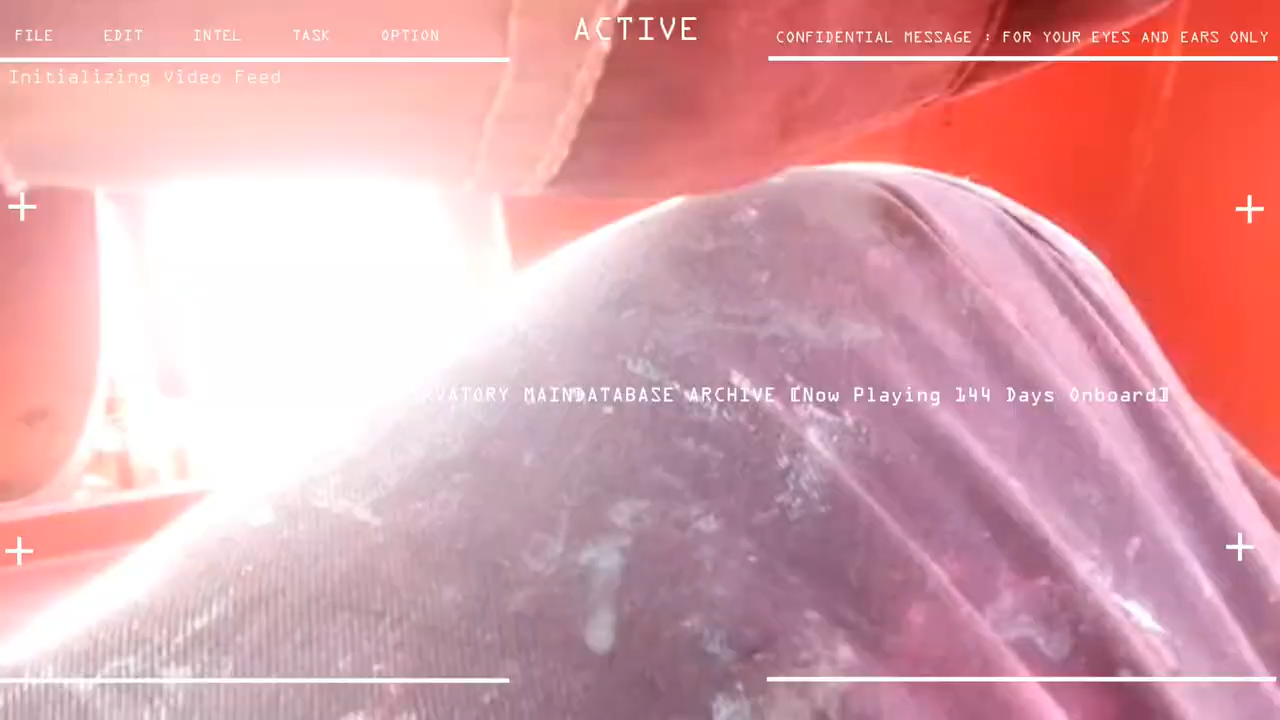 FILE EDIT INTEL TASK OPTION
ACTIVE
CONFIDENTIAL MESSAGE : FOR YOUR EYES AND EARS ONLY
Initializing Video Feed
MAINDATABASE ARCHIVE [Now Playing 144 Days Onboard]